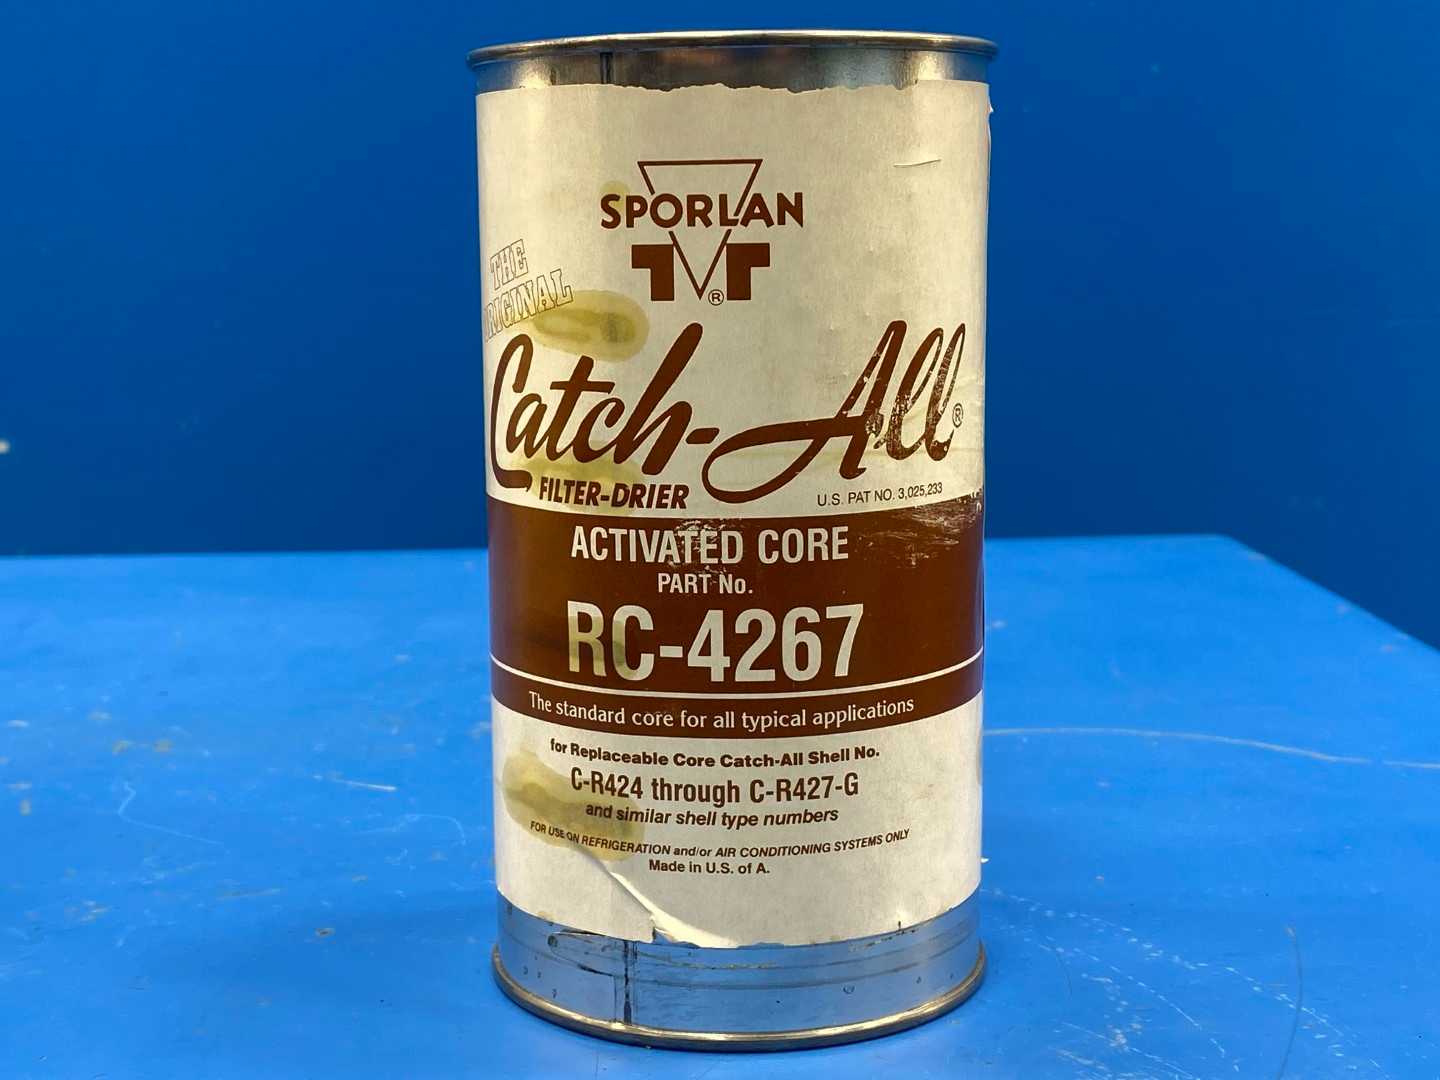 SPORLAN
®
THE
ORIGINAL
Catch-All®
FILTER-DRIER
U.S. PAT NO. 3,025,233
ACTIVATED CORE
PART No.
RC-4267
The standard core for all typical applications
for Replaceable Core Catch-All Shell No.
C-R424 through C-R427-G
and similar shell type numbers
FOR USE ON REFRIGERATION and/or AIR CONDITIONING SYSTEMS ONLY
Made in U.S. of A.